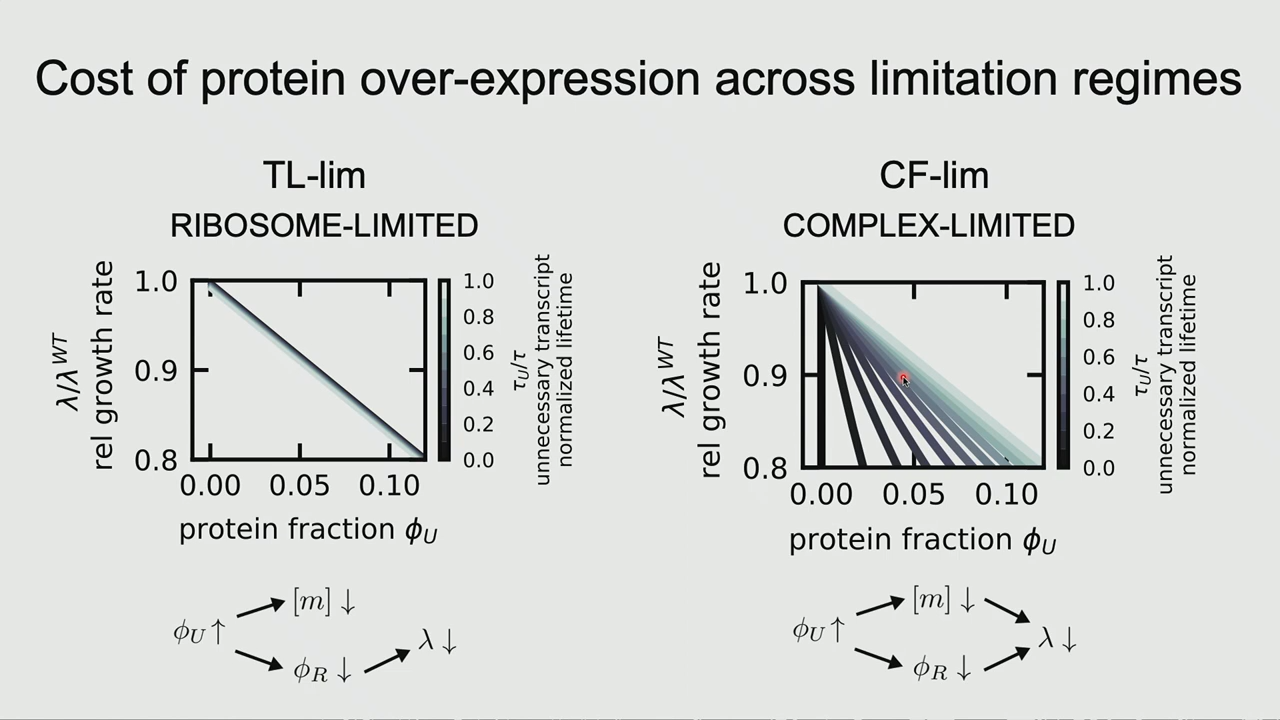 Cost of protein over-expression across limitation regimes
TL-lim
RIBOSOME-LIMITED
λ/λ^WT
rel growth rate
1.0
0.9
0.8
0.00 0.05 0.10
protein fraction ϕ_U
1.0
0.8
0.6
0.4
0.2
0.0
τ_U/τ
unnecessary transcript
normalized lifetime
ϕ_U ↑
[m] ↓
ϕ_R ↓
λ ↓
CF-lim
COMPLEX-LIMITED
λ/λ^WT
rel growth rate
1.0
0.9
0.8
0.00 0.05 0.10
protein fraction ϕ_U
1.0
0.8
0.6
0.4
0.2
0.0
τ_U/τ
unnecessary transcript
normalized lifetime
ϕ_U ↑
[m] ↓
ϕ_R ↓
λ ↓